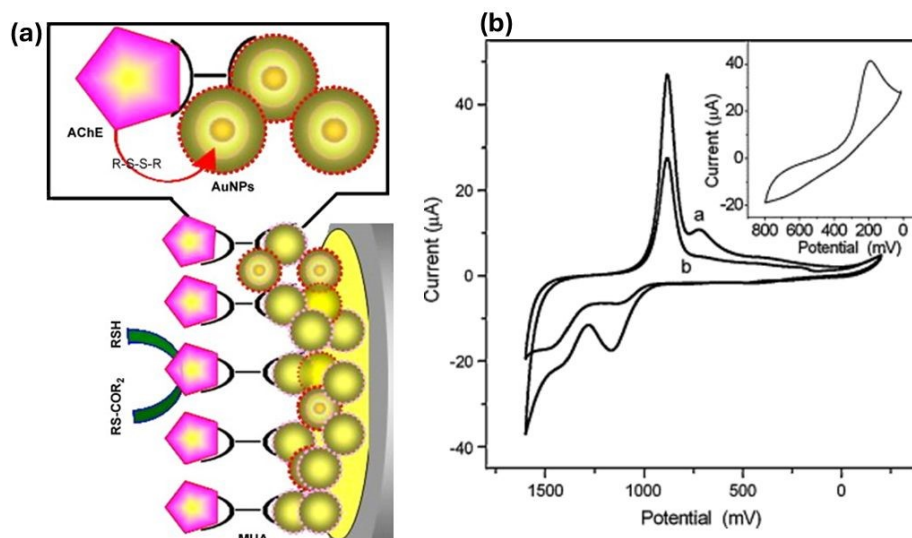 (a)
AChE
R-S-S-R
AuNPs
RSH
RS-COR2
MUA
(b)
40
20
0
-20
-40
Current (µA)
a
b
1500
1000
500
0
Potential (mV)
40
20
0
-20
Current (µA)
800
600
400
200
0
Potential (mV)